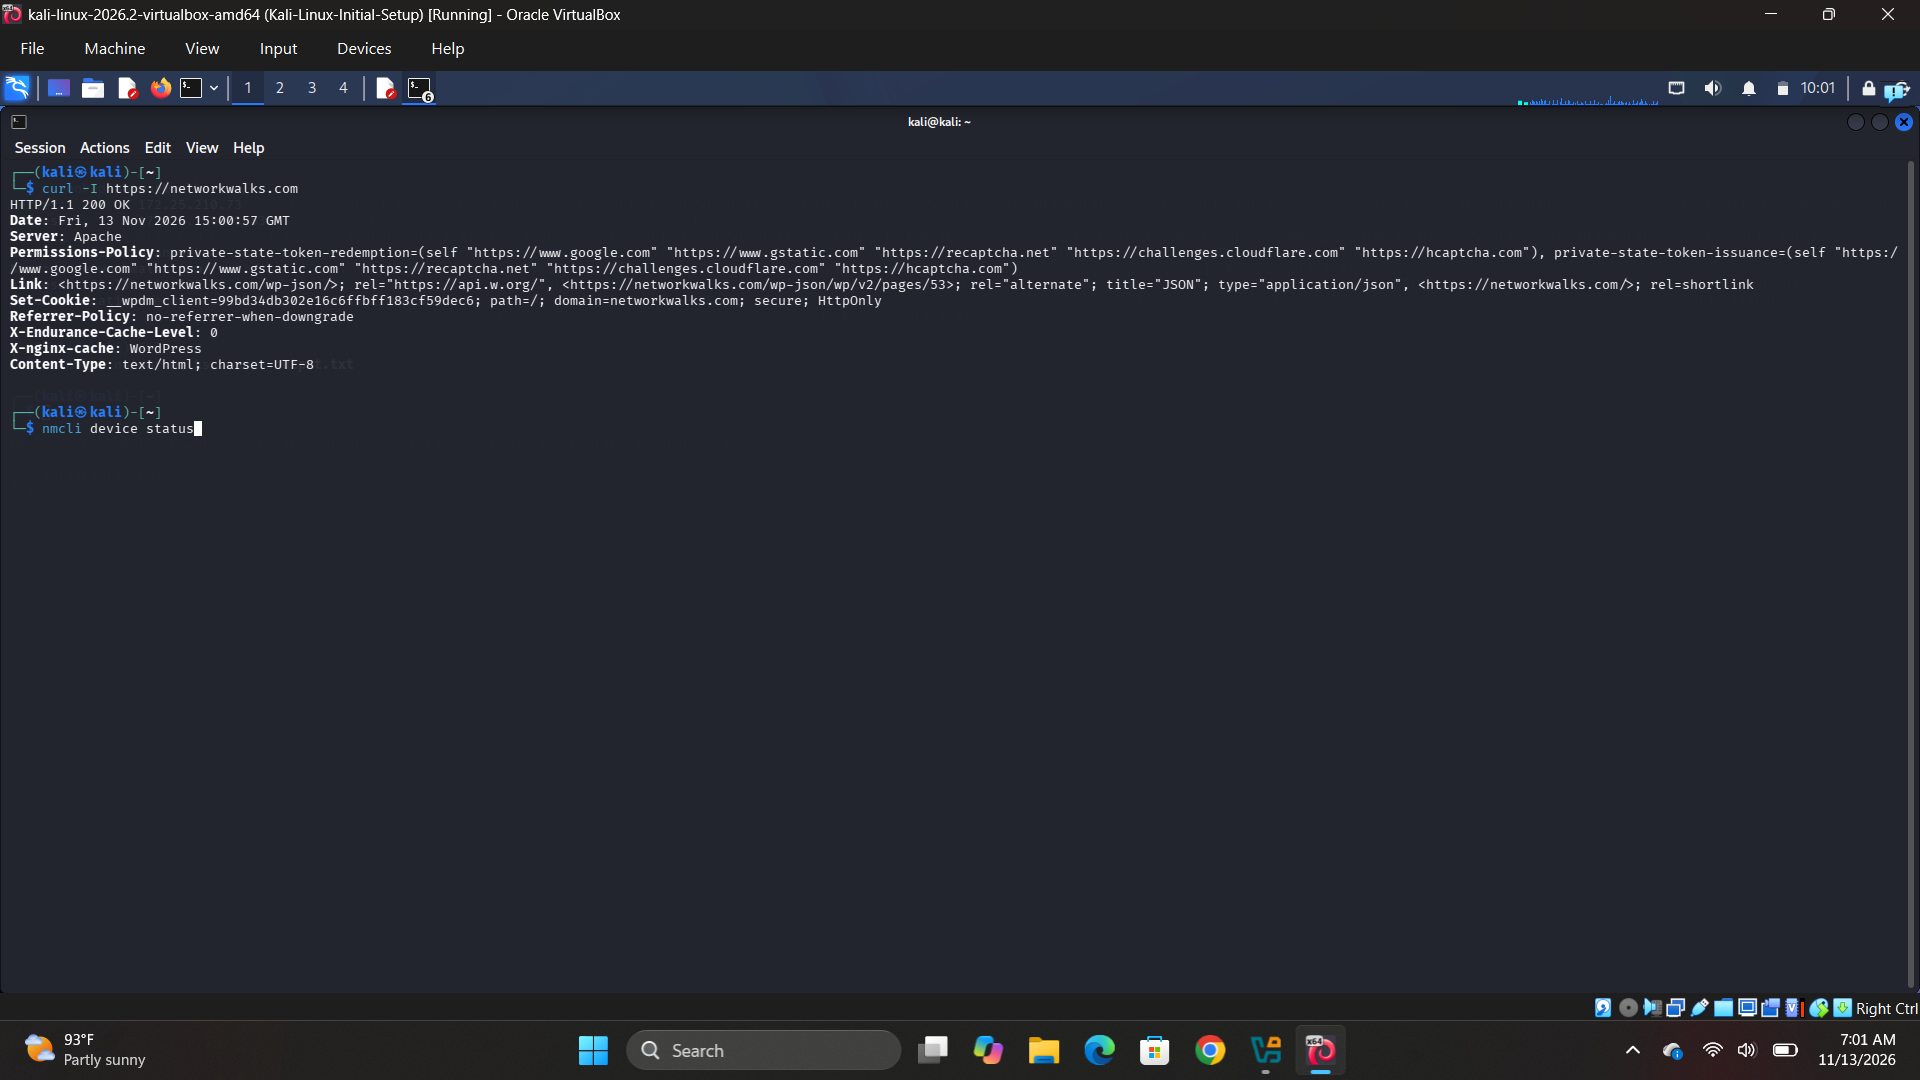 kali-linux-2026.2-virtualbox-amd64 (Kali-Linux-Initial-Setup) [Running] - Oracle VirtualBox
File Machine View Input Devices Help
1 2 3 4 6 10:01
kali@kali: ~
Session Actions Edit View Help
┌──(kali㉿kali)-[~]
└─$ curl -I https://networkwalks.com
HTTP/1.1 200 OK
Date: Fri, 13 Nov 2026 15:00:57 GMT
Server: Apache
Permissions-Policy: private-state-token-redemption=(self "https://www.google.com" "https://www.gstatic.com" "https://recaptcha.net" "https://challenges.cloudflare.com" "https://hcaptcha.com"), private-state-token-issuance=(self "https:/
/www.google.com" "https://www.gstatic.com" "https://recaptcha.net" "https://challenges.cloudflare.com" "https://hcaptcha.com")
Link: <https://networkwalks.com/wp-json/>; rel="https://api.w.org/", <https://networkwalks.com/wp-json/wp/v2/pages/53>; rel="alternate"; title="JSON"; type="application/json", <https://networkwalks.com/>; rel=shortlink
Set-Cookie: __wpdm_client=99bd34db302e16c6ffbff183cf59dec6; path=/; domain=networkwalks.com; secure; HttpOnly
Referrer-Policy: no-referrer-when-downgrade
X-Endurance-Cache-Level: 0
X-nginx-cache: WordPress
Content-Type: text/html; charset=UTF-8
┌──(kali㉿kali)-[~]
└─$ nmcli device status
Right Ctrl
93°F
Partly sunny
Search
7:01 AM
11/13/2026